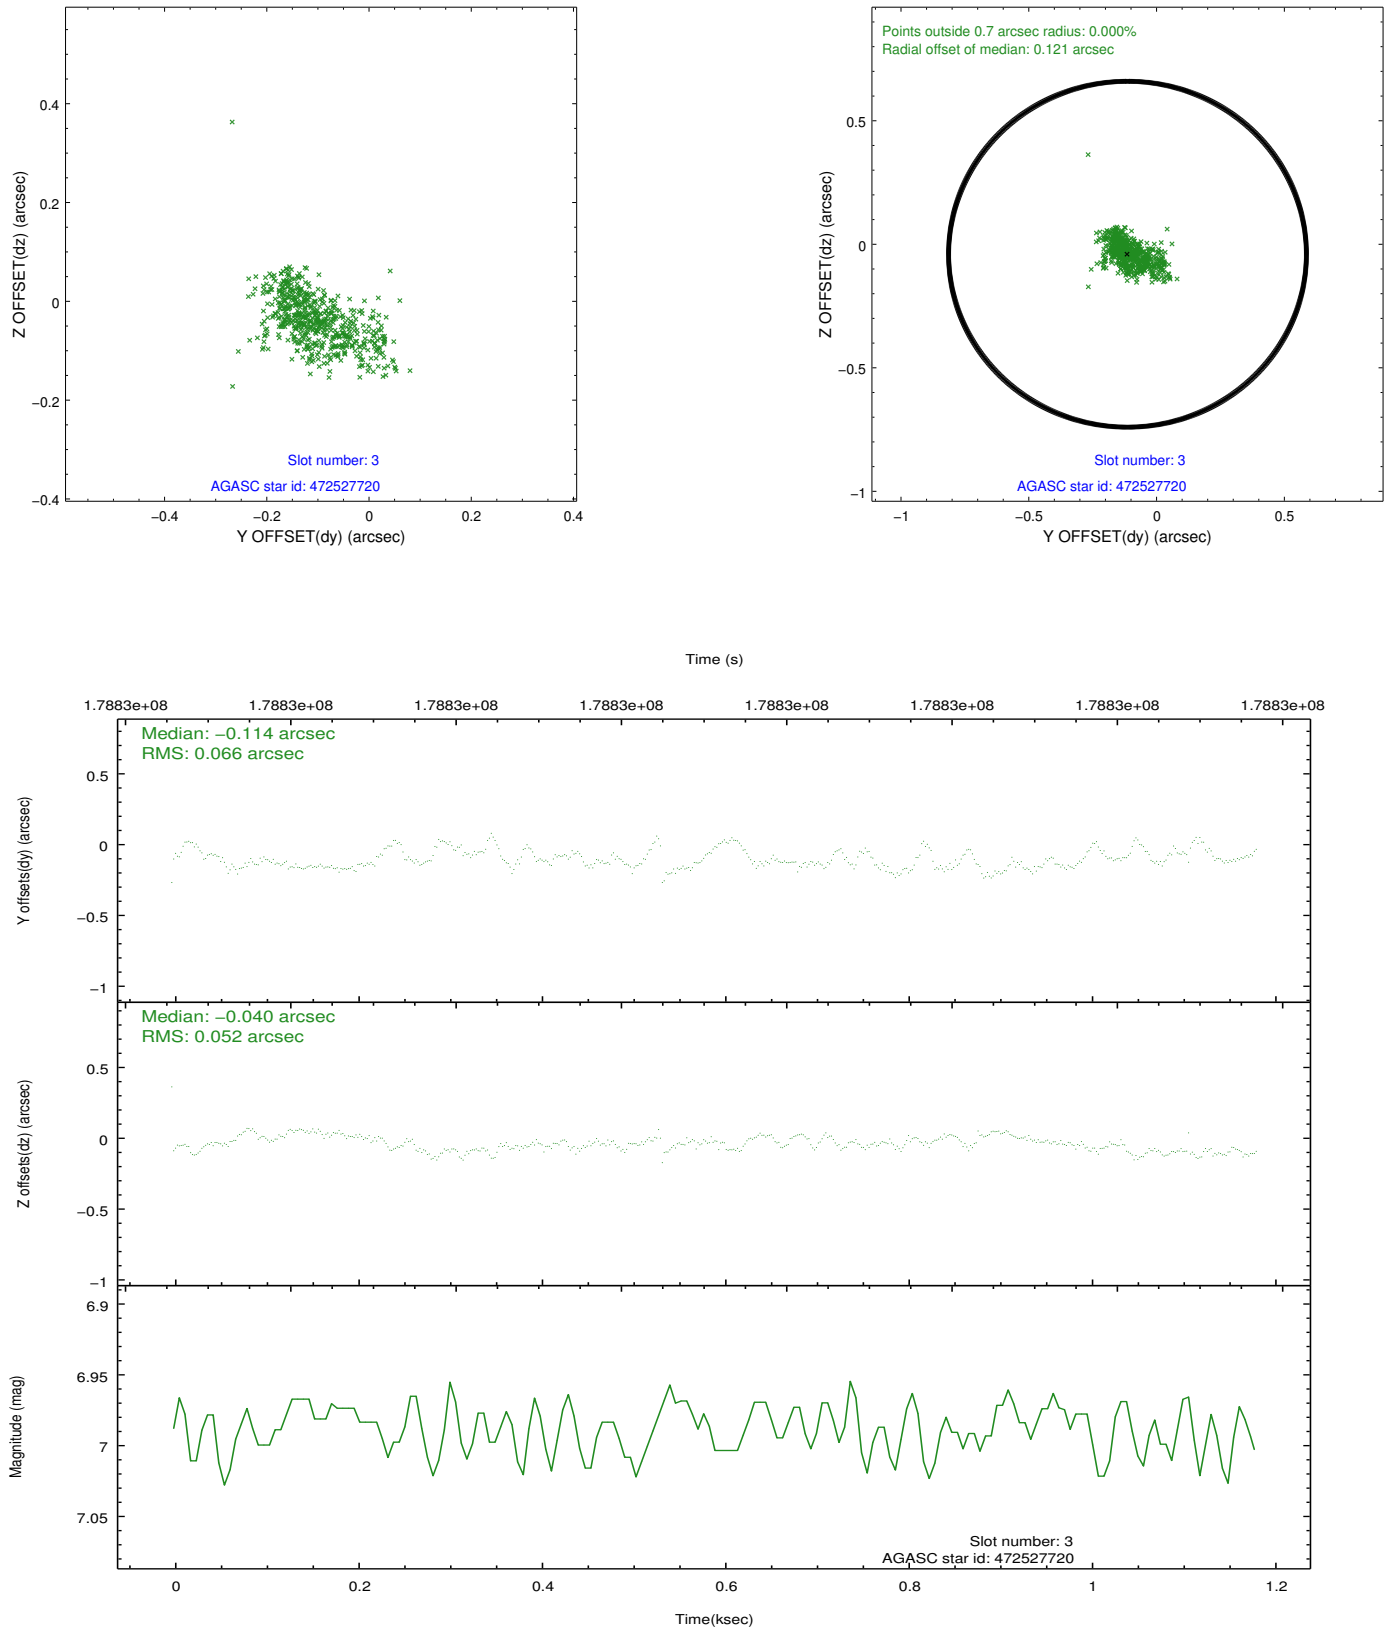 0.4
0.2
0
−0.2
−0.4
−0.4
−0.2
0
0.2
0.4
Z OFFSET(dz) (arcsec)
Y OFFSET(dy) (arcsec)
Slot number: 3
AGASC star id: 472527720
Points outside 0.7 arcsec radius: 0.000%
Radial offset of median: 0.121 arcsec
0.5
0
−0.5
−1
−1
−0.5
0
0.5
Z OFFSET(dz) (arcsec)
Y OFFSET(dy) (arcsec)
Slot number: 3
AGASC star id: 472527720
Time (s)
1.7883e+08 1.7883e+08 1.7883e+08 1.7883e+08 1.7883e+08 1.7883e+08 1.7883e+08 1.7883e+08
Median: −0.114 arcsec
RMS: 0.066 arcsec
0.5
0
−0.5
−1
Y offsets(dy) (arcsec)
Median: −0.040 arcsec
RMS: 0.052 arcsec
0.5
0
−0.5
−1
Z offsets(dz) (arcsec)
6.9
6.95
7
7.05
Magnitude (mag)
Slot number: 3
AGASC star id: 472527720
0 0.2 0.4 0.6 0.8 1 1.2
Time(ksec)